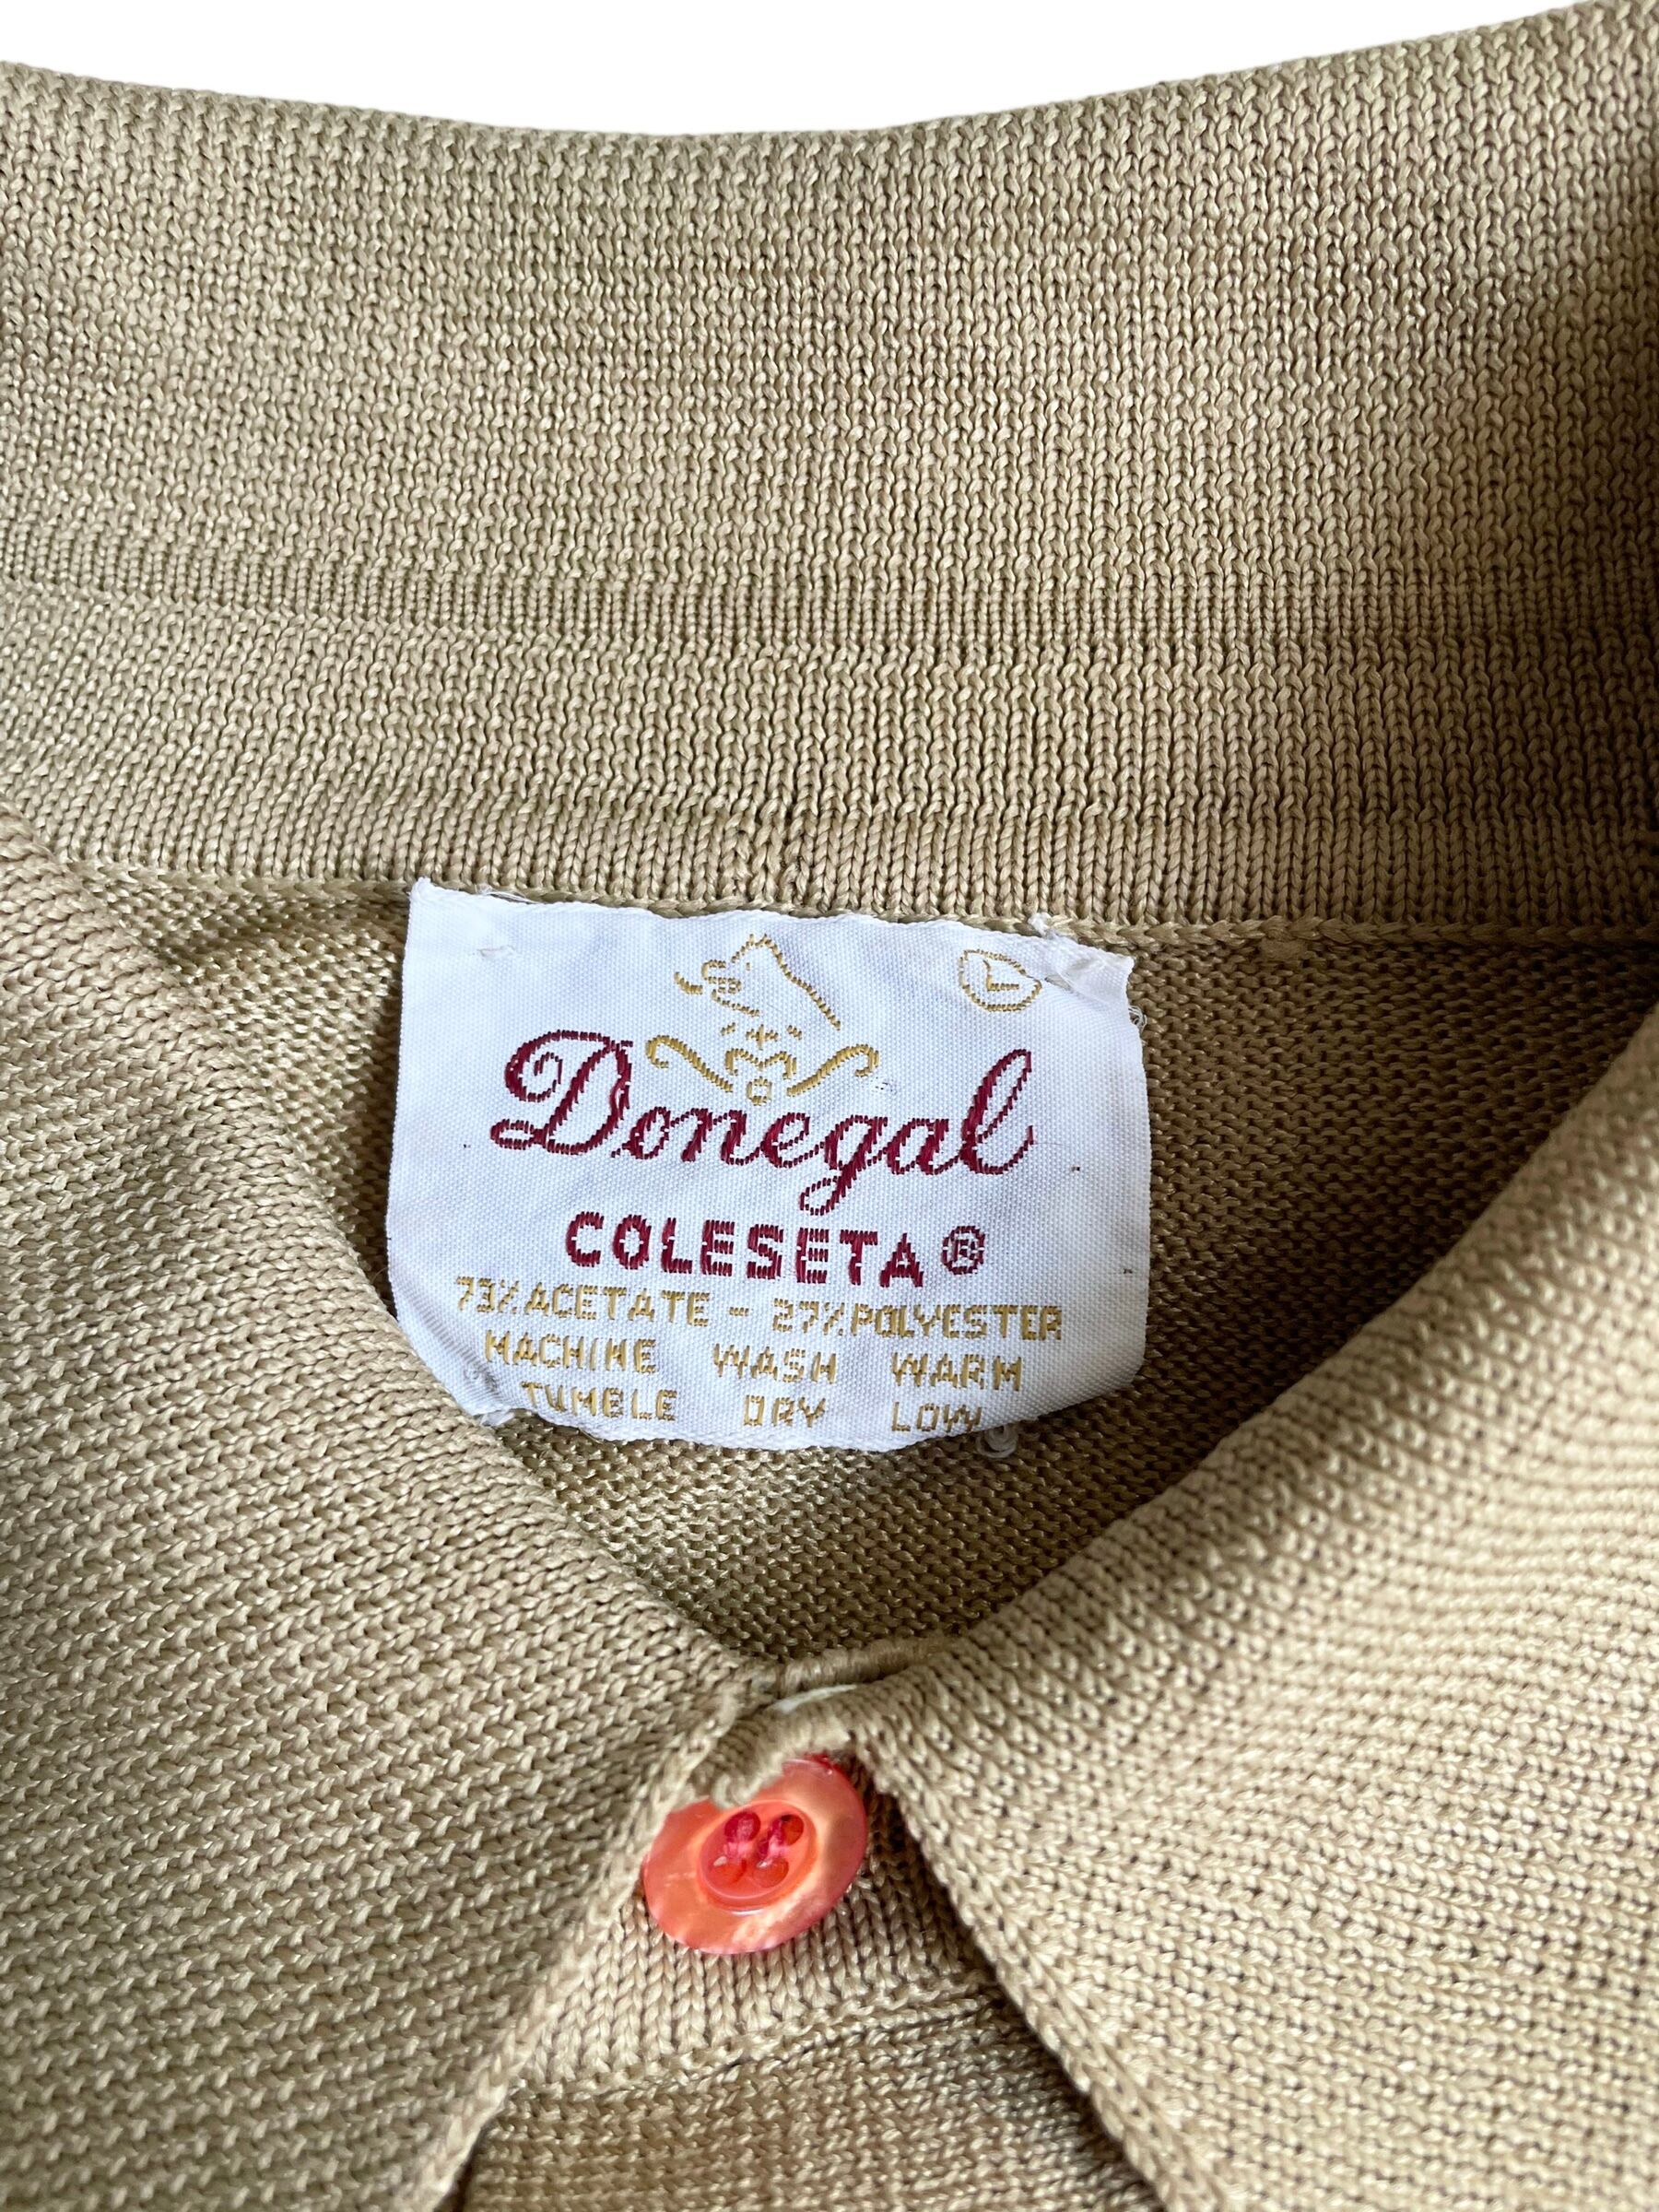 L
Donegal
COLESETA®
73% ACETATE - 27% POLYESTER
MACHINE WASH WARM
TUMBLE DRY LOW